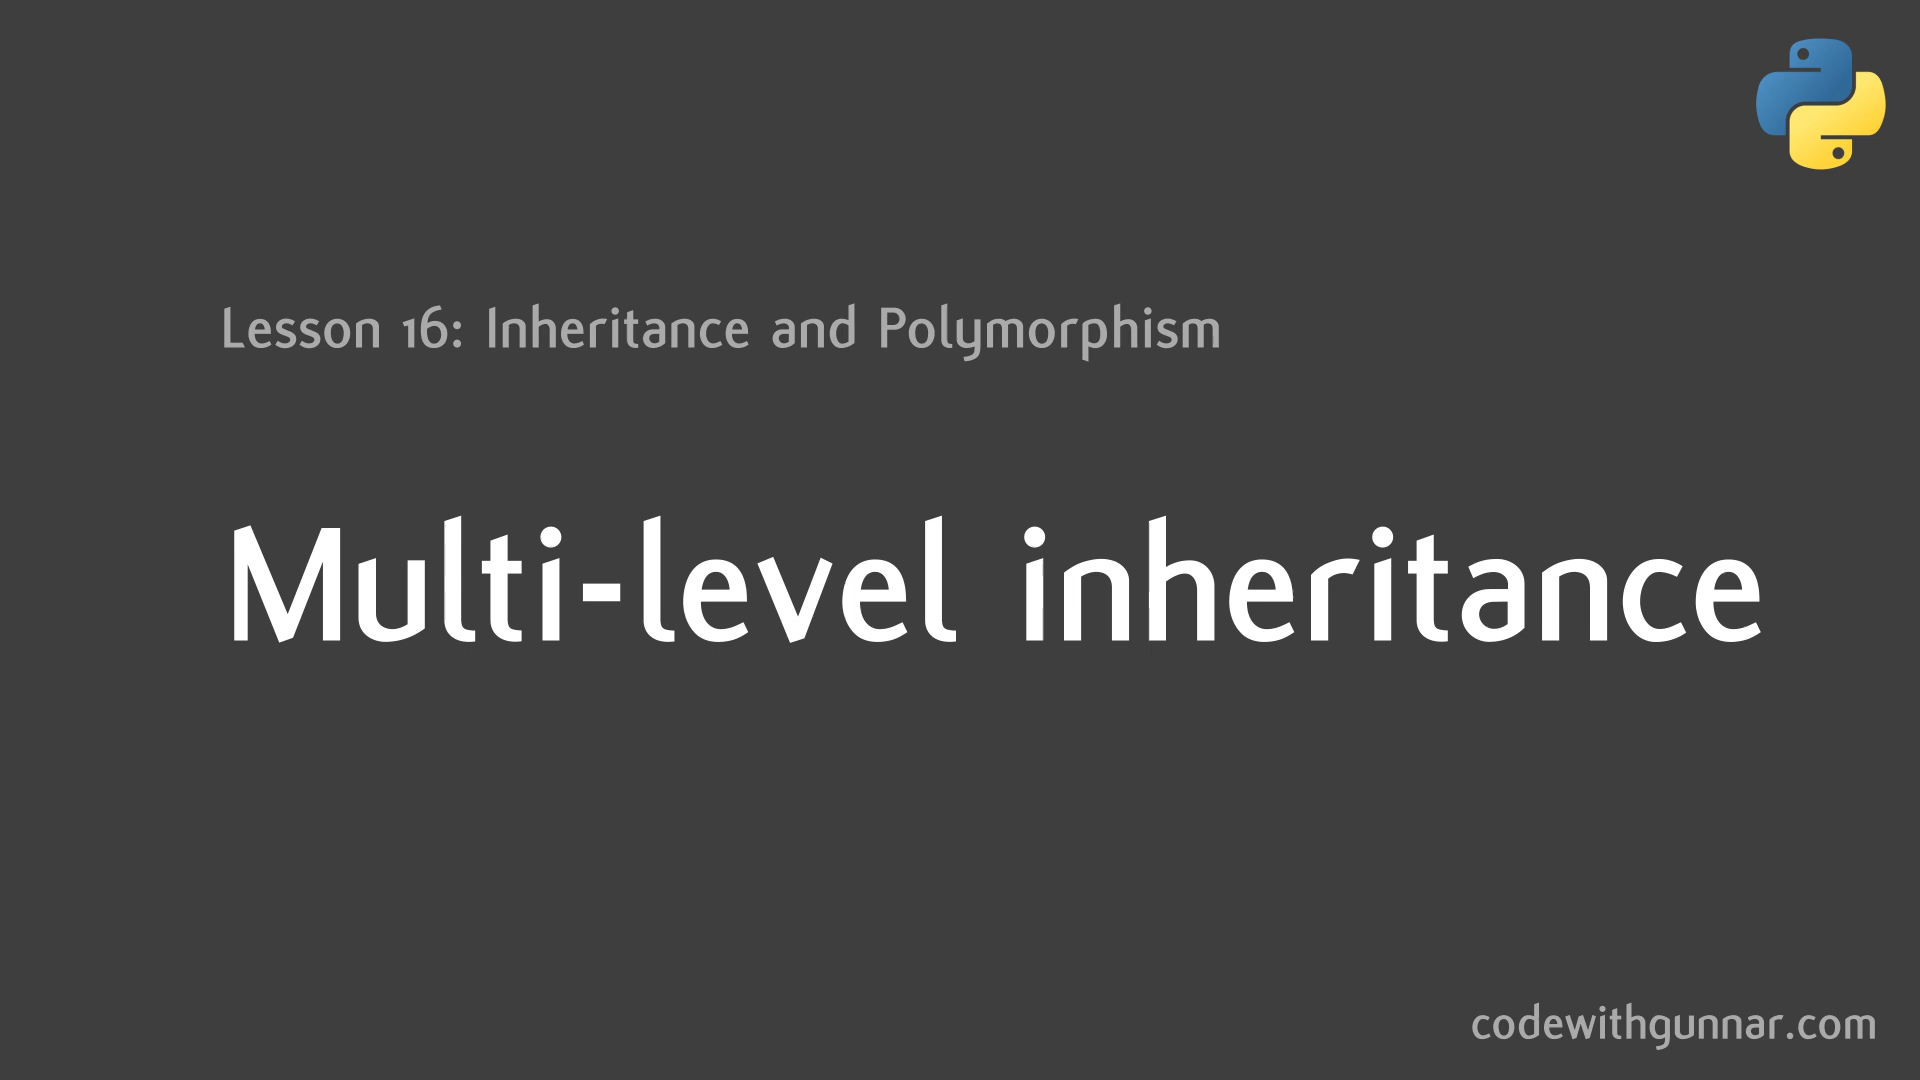 Lesson 16: Inheritance and Polymorphism
Multi-level inheritance
codewithgunnar.com